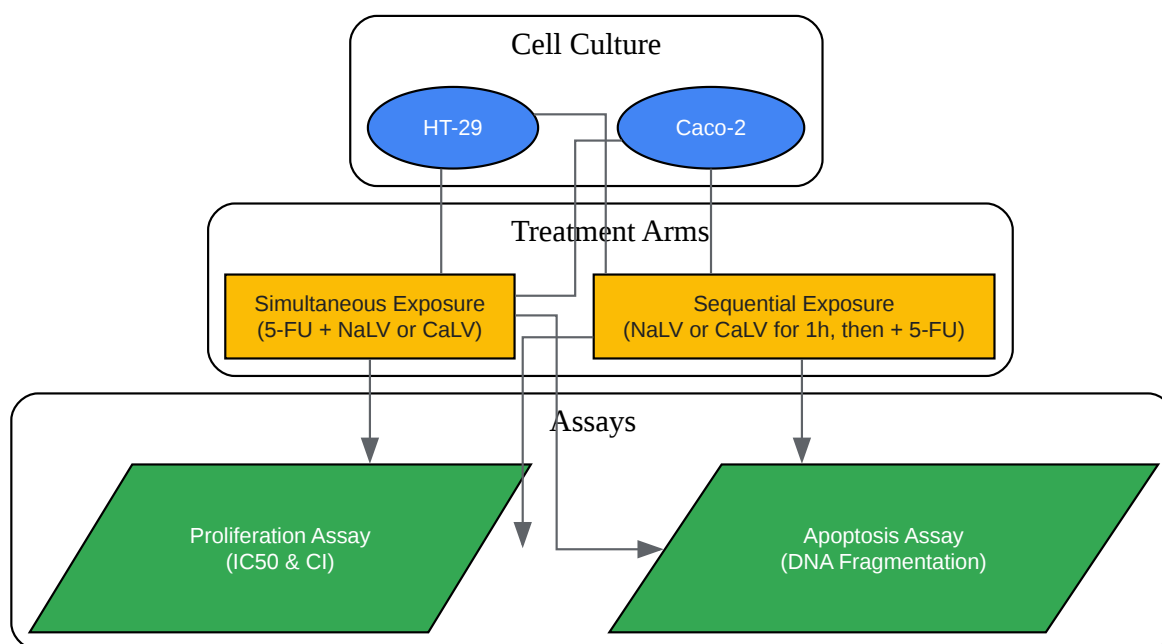 Cell Culture
HT-29
Caco-2
Treatment Arms
Simultaneous Exposure
(5-FU + NaLV or CaLV)
Sequential Exposure
(NaLV or CaLV for 1h, then + 5-FU)
Assays
Proliferation Assay
(IC50 & CI)
Apoptosis Assay
(DNA Fragmentation)